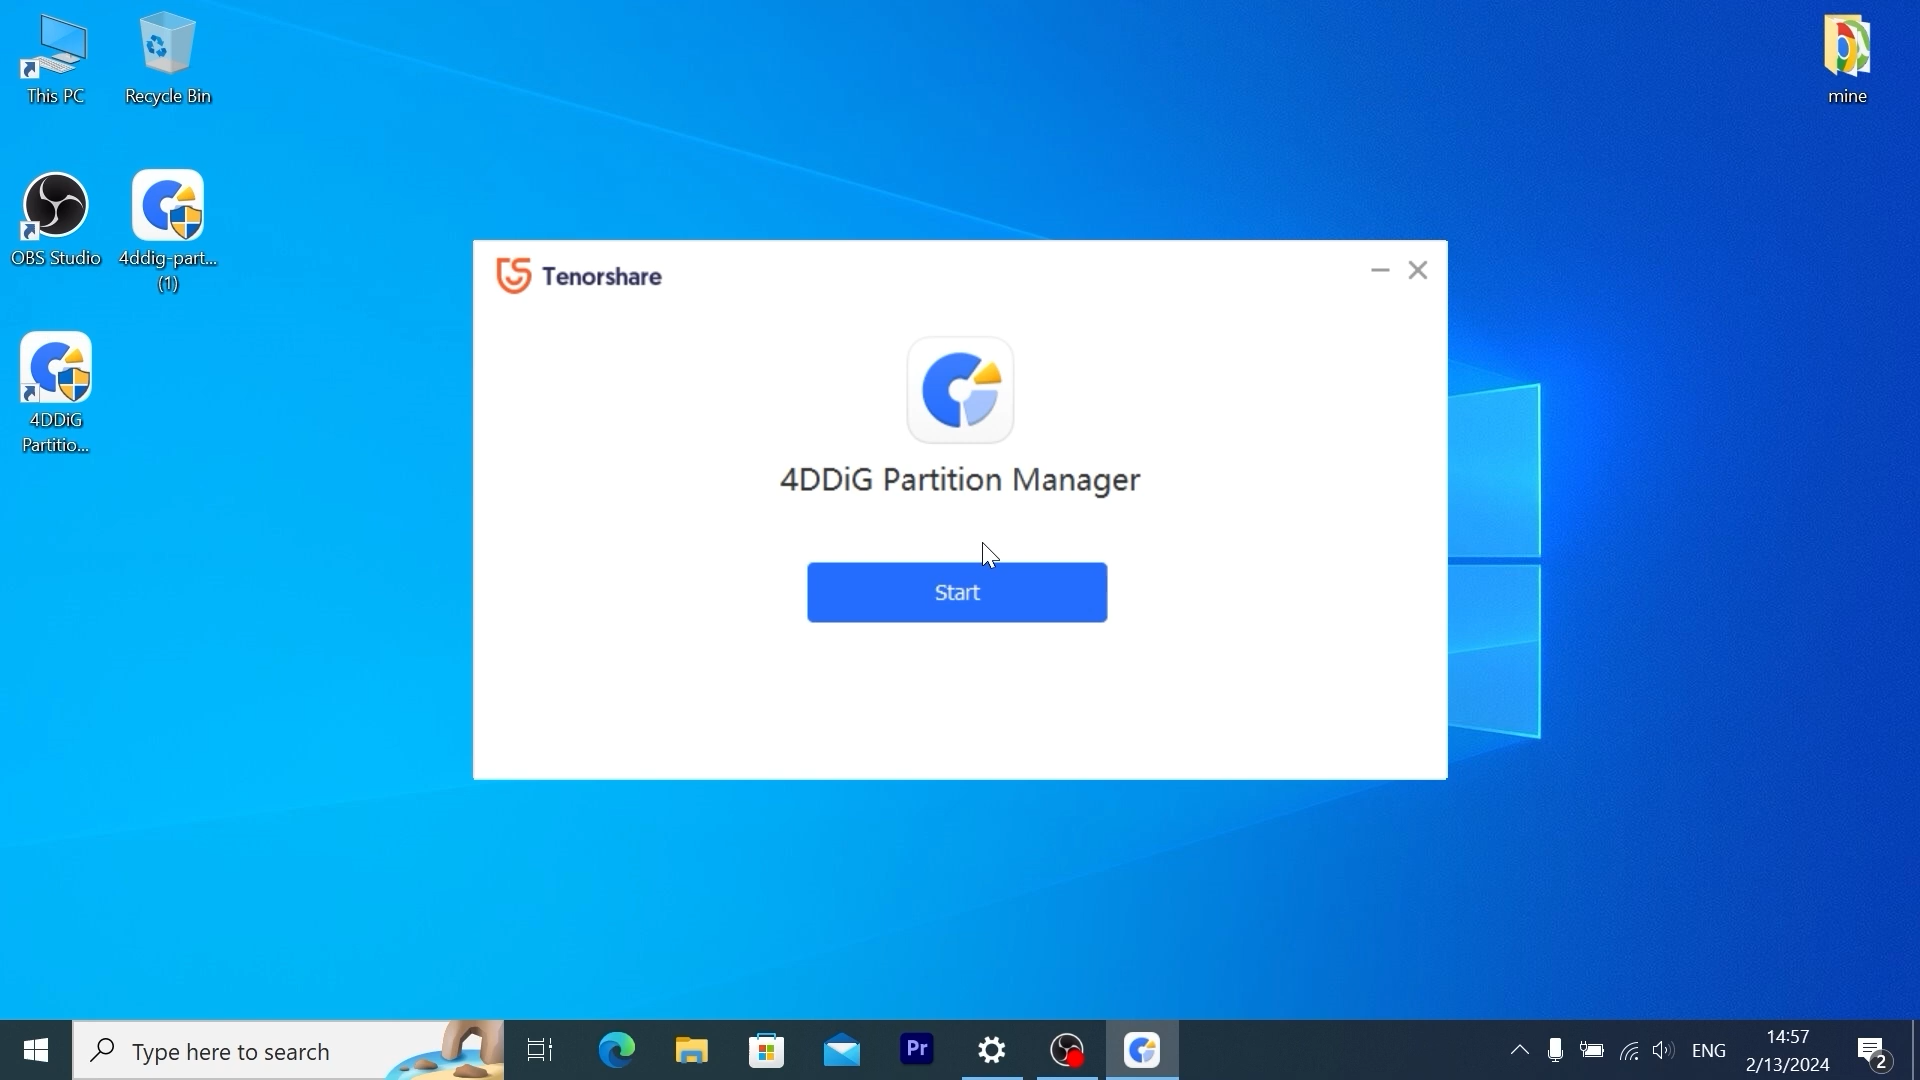 This PC
Recycle Bin
mine
OBS Studio
4ddig-part...
(1)
4DDiG
Partitio...
Tenorshare
4DDiG Partition Manager
Start
Type here to search
Pr
ENG
14:57
2/13/2024
2